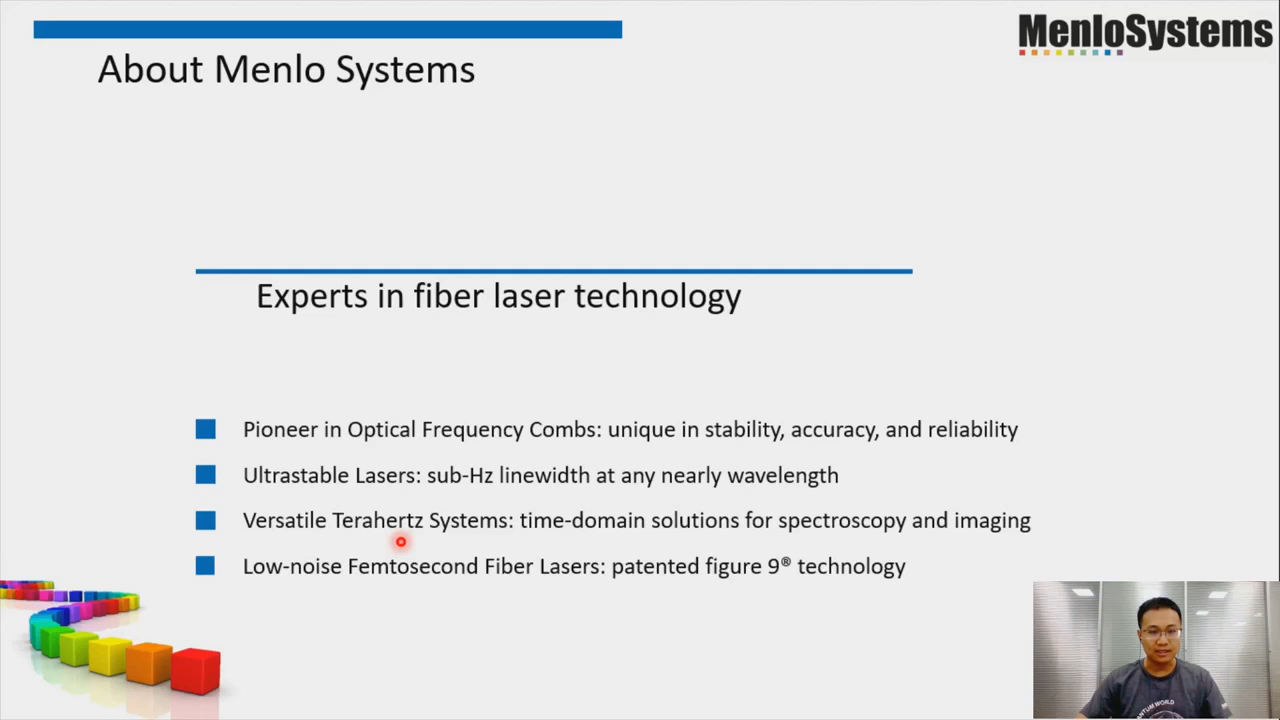 MenloSystems
About Menlo Systems
Experts in fiber laser technology
Pioneer in Optical Frequency Combs: unique in stability, accuracy, and reliability
Ultrastable Lasers: sub-Hz linewidth at any nearly wavelength
Versatile Terahertz Systems: time-domain solutions for spectroscopy and imaging
Low-noise Femtosecond Fiber Lasers: patented figure 9® technology
WORLD